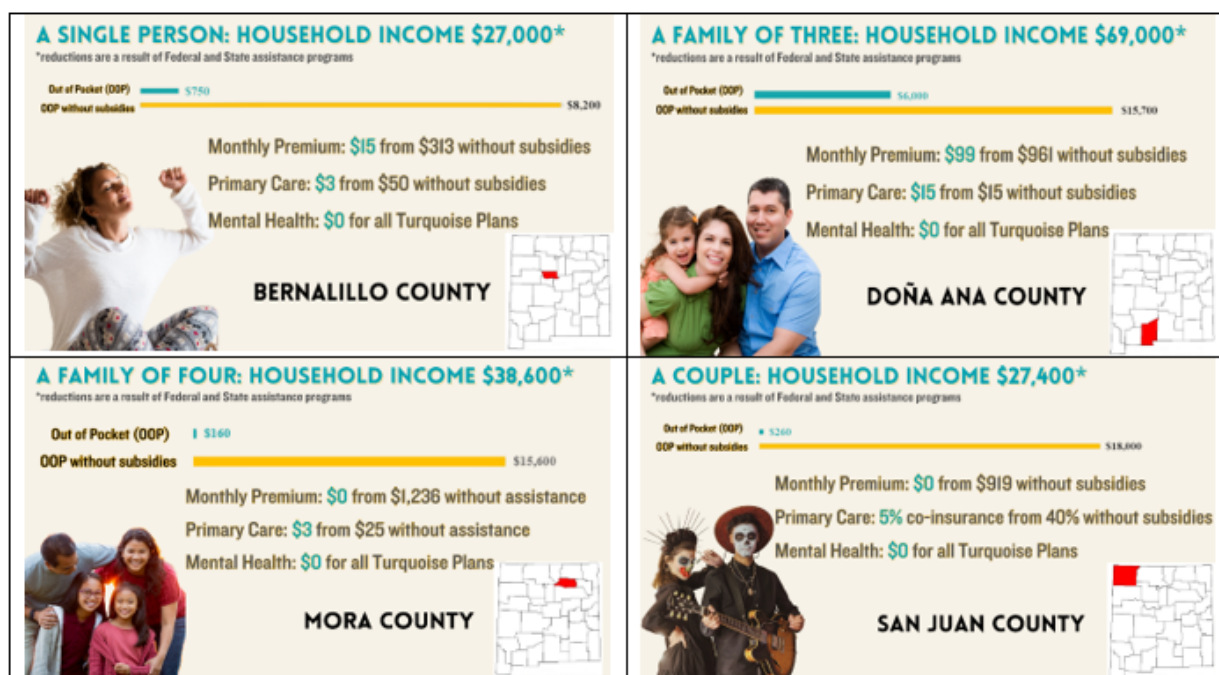 A SINGLE PERSON: HOUSEHOLD INCOME $27,000*
*reductions are a result of Federal and State assistance programs
Out of Pocket (OOP) $750
OOP without subsidies $8,200
Monthly Premium: $15 from $313 without subsidies
Primary Care: $3 from $50 without subsidies
Mental Health: $0 for all Turquoise Plans
BERNALILLO COUNTY
A FAMILY OF THREE: HOUSEHOLD INCOME $69,000*
*reductions are a result of Federal and State assistance programs
Out of Pocket (OOP) $6,000
OOP without subsidies $15,700
Monthly Premium: $99 from $961 without subsidies
Primary Care: $15 from $15 without subsidies
Mental Health: $0 for all Turquoise Plans
DOÑA ANA COUNTY
A FAMILY OF FOUR: HOUSEHOLD INCOME $38,600*
*reductions are a result of Federal and State assistance programs
Out of Pocket (OOP) $160
OOP without subsidies $15,600
Monthly Premium: $0 from $1,236 without assistance
Primary Care: $3 from $25 without assistance
Mental Health: $0 for all Turquoise Plans
MORA COUNTY
A COUPLE: HOUSEHOLD INCOME $27,400*
*reductions are a result of Federal and State assistance programs
Out of Pocket (OOP) $260
OOP without subsidies $18,000
Monthly Premium: $0 from $919 without subsidies
Primary Care: 5% co-insurance from 40% without subsidies
Mental Health: $0 for all Turquoise Plans
SAN JUAN COUNTY